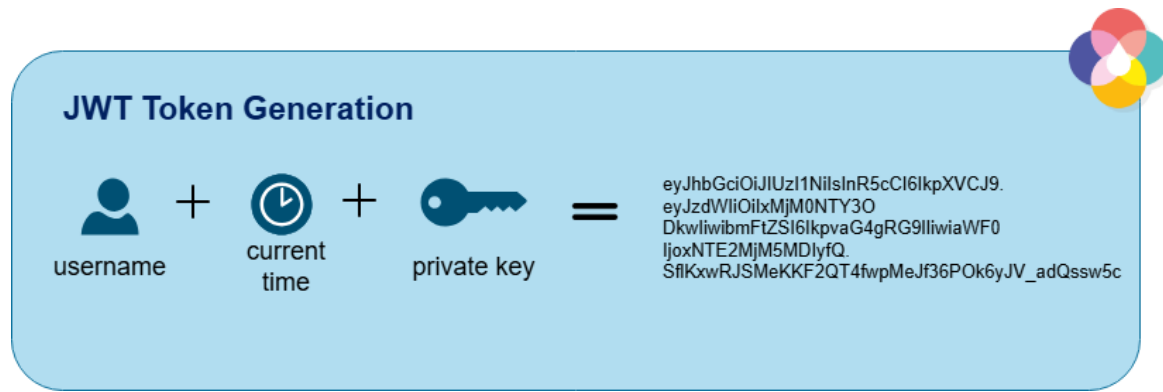 JWT Token Generation
username
+
current
time
+
private key
=
eyJhbGciOiJIUzI1NiIsInR5cCI6IkpXVCJ9.
eyJzdWIiOiIxMjM0NTY3O
DkwIiwibmFtZSI6IkpvaG4gRG9lIiwiaWF0
IjoxNTE2MjM5MDIyfQ.
SflKxwRJSMeKKF2QT4fwpMeJf36POk6yJV_adQssw5c